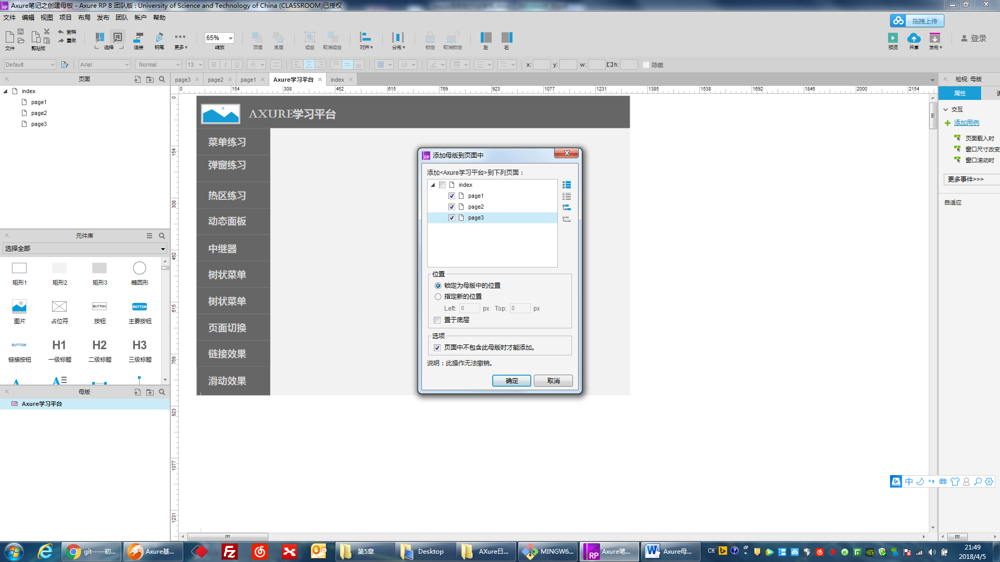 Axure笔记之创建母板 - Axure RP 8 团队版 : University of Science and Technology of China (CLASSROOM)已授权
文件 编辑 视图 项目 布局 发布 团队 帐户 帮助
拖拽上传
撤销
重做
文件 剪贴板 选择 连接 钢笔 更多▾ 65% 缩放 顶层 底层 组合 取消组合 对齐▾ 分布▾ 锁定 取消锁定 左 右 预览 共享 发布▾ 登录
Default Arial Normal 13 B I U x: y: w: h: 隐藏
页面
index
page1
page2
page3
page3 page2 page1 Axure学习平台 index
0 154 308 462 615 769 923 1077 1231 1385 1538 1692 1846 2000 2154
0 154 308 462 615 769 923 1077 1231
AXURE学习平台
菜单练习
弹窗练习
热区练习
动态面板
中继器
树状菜单
树状菜单
页面切换
链接效果
滑动效果
添加母版到页面中
添加<Axure学习平台>到下列页面：
index
page1
page2
page3
位置
锁定为母版中的位置
指定新的位置
Left: 0 px Top: 0 px
置于底层
选项
页面中不包含此母版时才能添加。
说明：此操作无法撤销。
确定 取消
检视: 母版
属性
交互
添加用例
页面载入时
窗口尺寸改变
窗口滚动时
更多事件>>>
自适应
元件库
选择全部
矩形1 矩形2 矩形3 椭圆形
BUTTON BUTTON
图片 占位符 按钮 主要按钮
BUTTON H1 H2 H3
链接按钮 一级标题 二级标题 三级标题
母版
Axure学习平台
中
git-----初... Axure基... 第5章 Desktop AXure日... MINGW6... Axure笔... Axure母... CH
21:49
2018/4/5